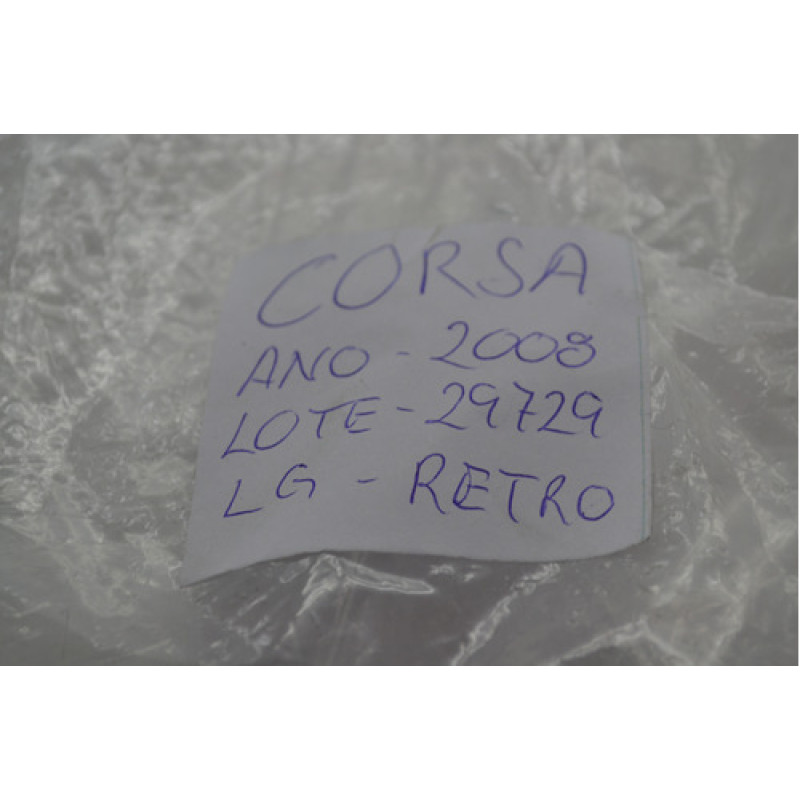 CORSA
ANO - 2008
LOTE - 29729
LG - RETRO